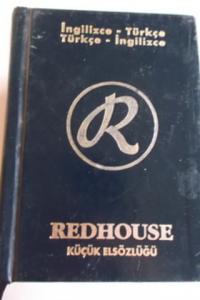 İngilizce - Türkçe
Türkçe - İngilizce
R
REDHOUSE
KÜÇÜK ELSÖZLÜĞÜ